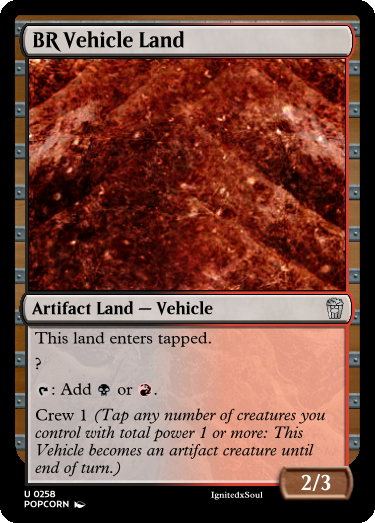 BR Vehicle Land
Artifact Land — Vehicle
This land enters tapped.
?
: Add or .
Crew 1 (Tap any number of creatures you
control with total power 1 or more: This
Vehicle becomes an artifact creature until
end of turn.)
2/3
U 0258
POPCORN
IgnitedxSoul